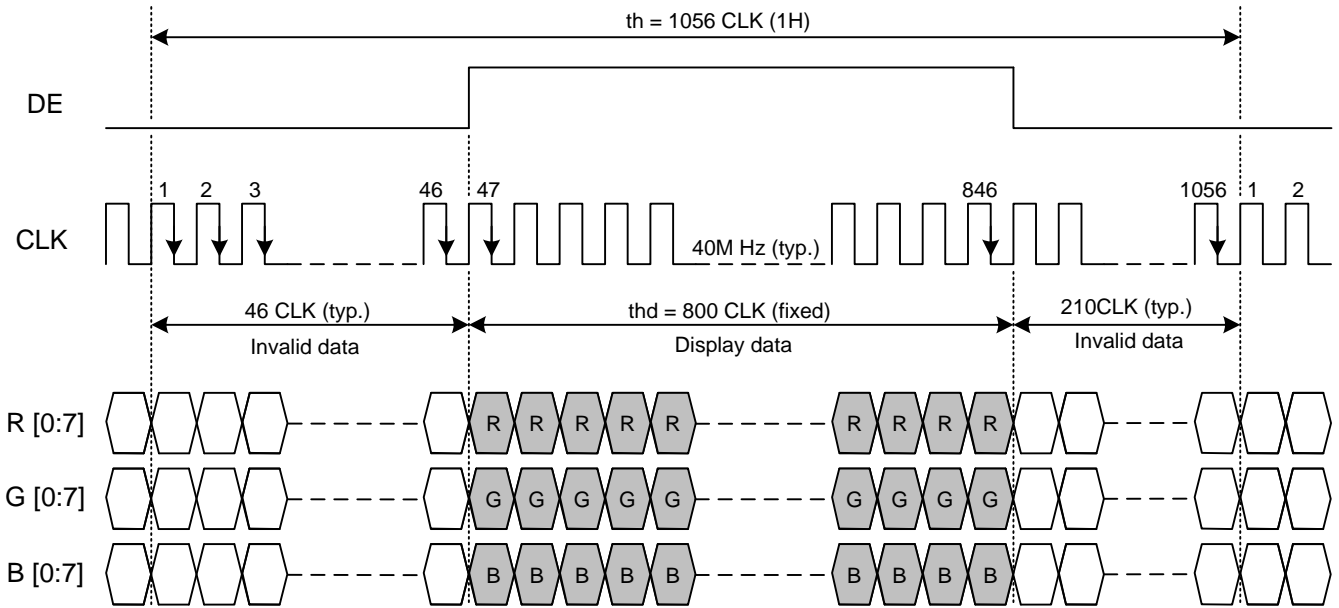 th = 1056 CLK (1H)
DE
1 2 3 46 47 846 1056 1 2
CLK
40M Hz (typ.)
46 CLK (typ.) thd = 800 CLK (fixed) 210CLK (typ.)
Invalid data Display data Invalid data
R [0:7] R R R R R R R R R
G [0:7] G G G G G G G G G
B [0:7] B B B B B B B B B